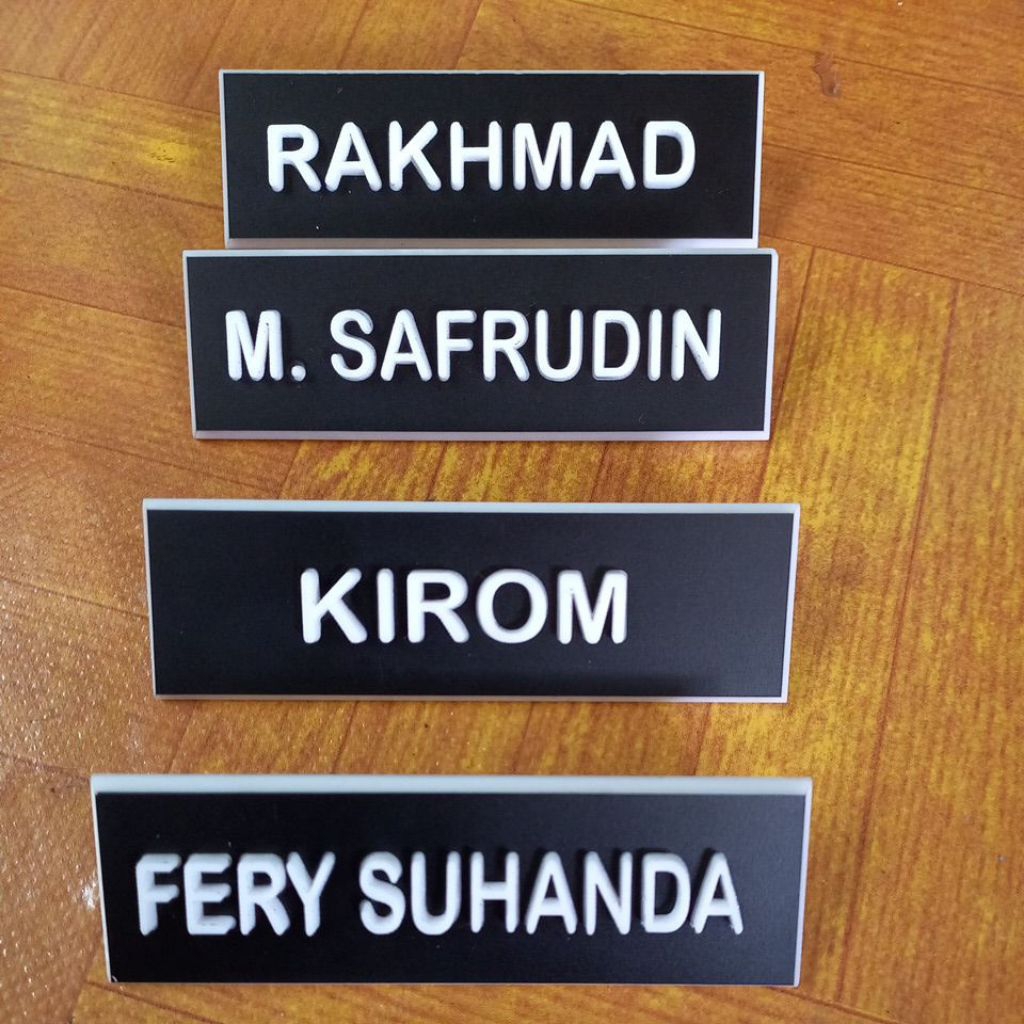 RAKHMAD
M. SAFRUDIN
KIROM
FERY SUHANDA